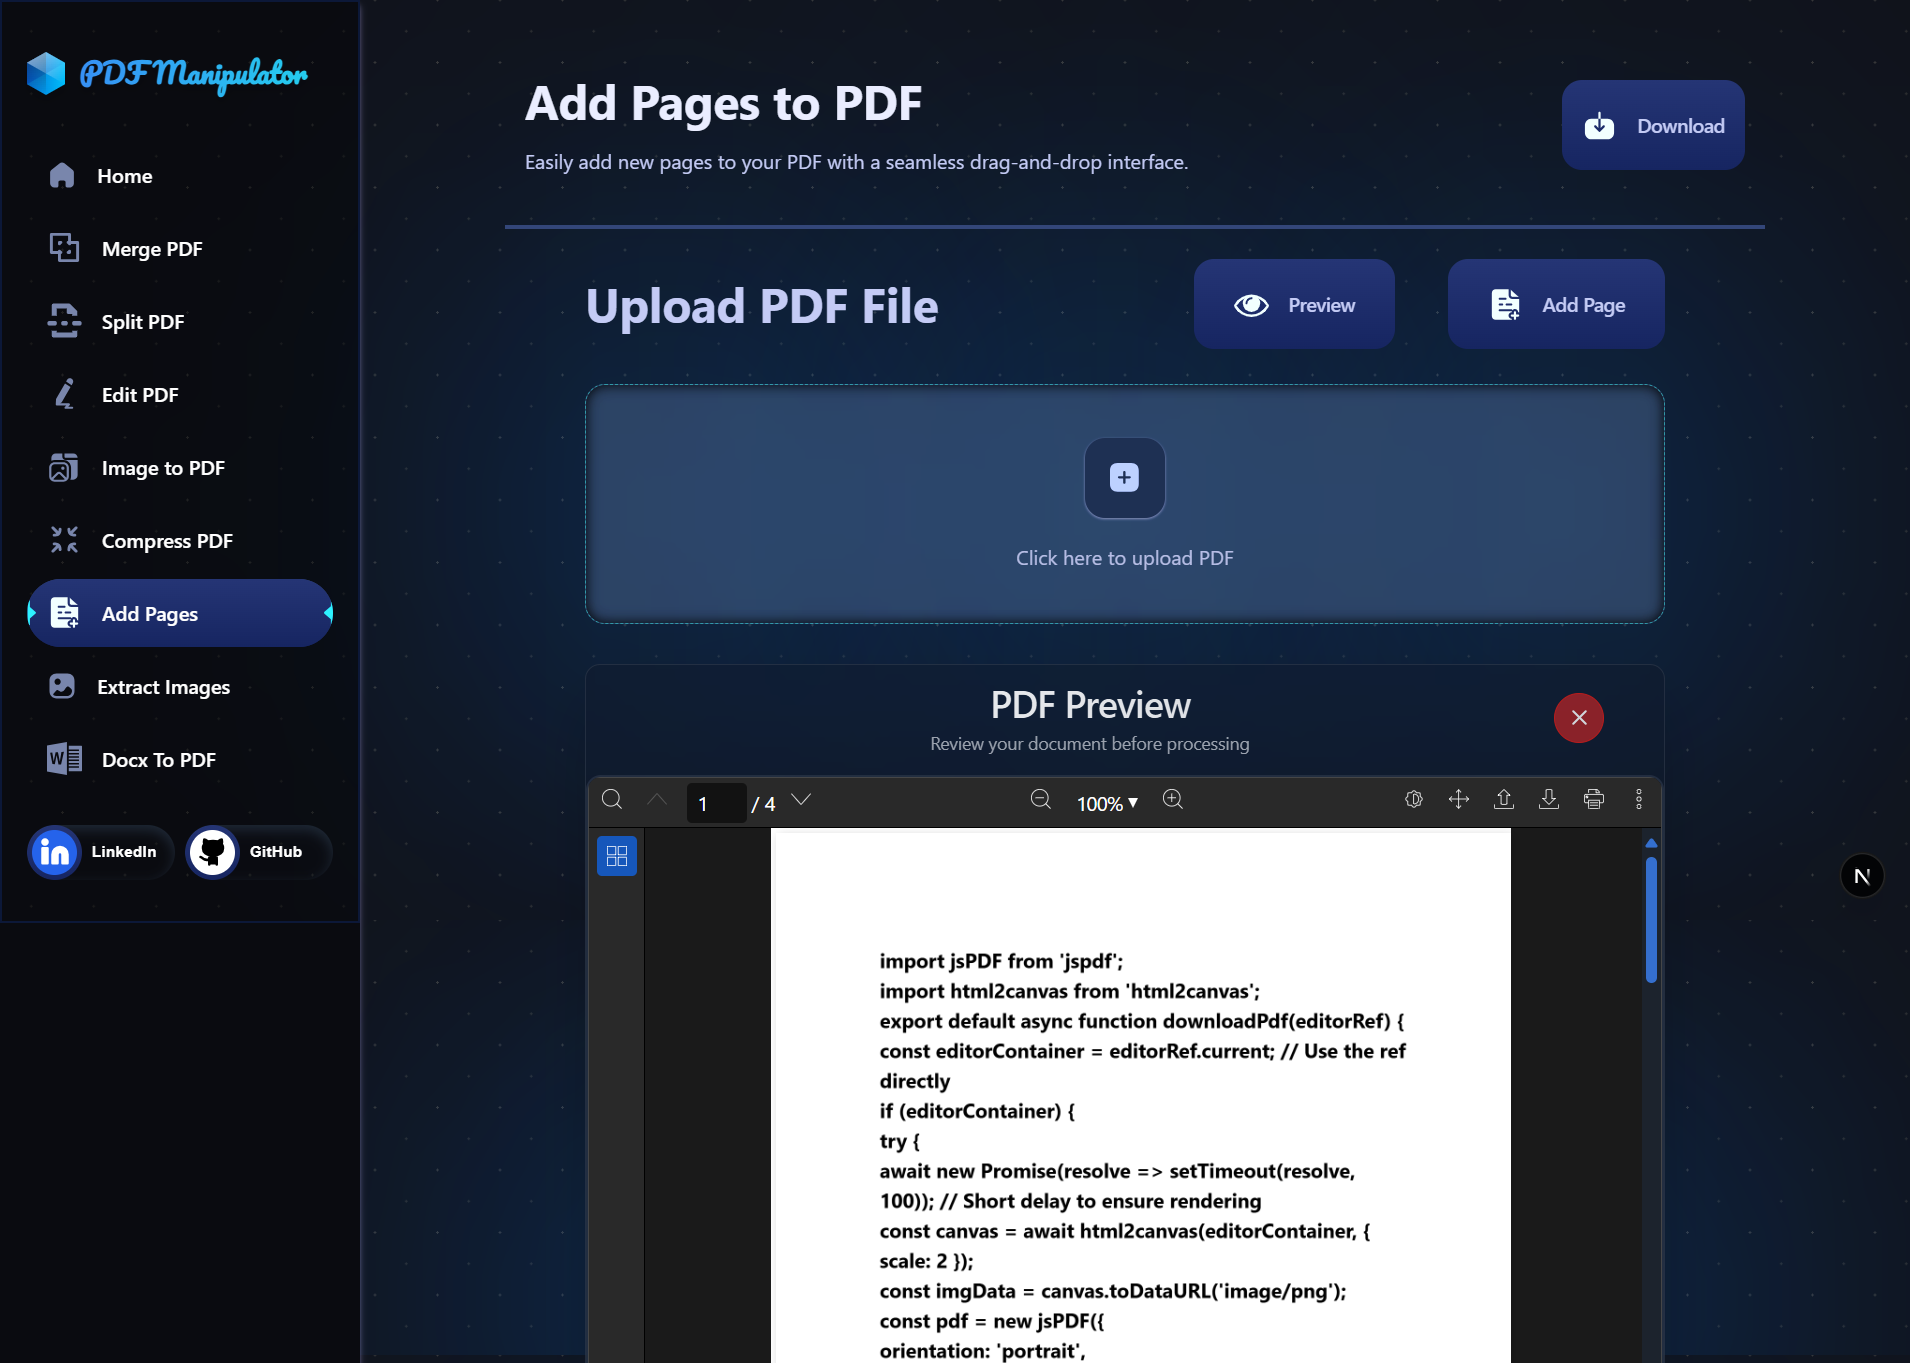 PDF Manipulator
Home
Merge PDF
Split PDF
Edit PDF
Image to PDF
Compress PDF
Add Pages
Extract Images
W
Docx To PDF
in
LinkedIn
GitHub
Add Pages to PDF
Easily add new pages to your PDF with a seamless drag-and-drop interface.
Download
Upload PDF File
Preview
Add Page
Click here to upload PDF
PDF Preview
Review your document before processing
1 / 4
100% ▾
import jsPDF from 'jspdf';
import html2canvas from 'html2canvas';
export default async function downloadPdf(editorRef) {
const editorContainer = editorRef.current; // Use the ref
directly
if (editorContainer) {
try {
await new Promise(resolve => setTimeout(resolve,
100)); // Short delay to ensure rendering
const canvas = await html2canvas(editorContainer, {
scale: 2 });
const imgData = canvas.toDataURL('image/png');
const pdf = new jsPDF({
orientation: 'portrait',
N